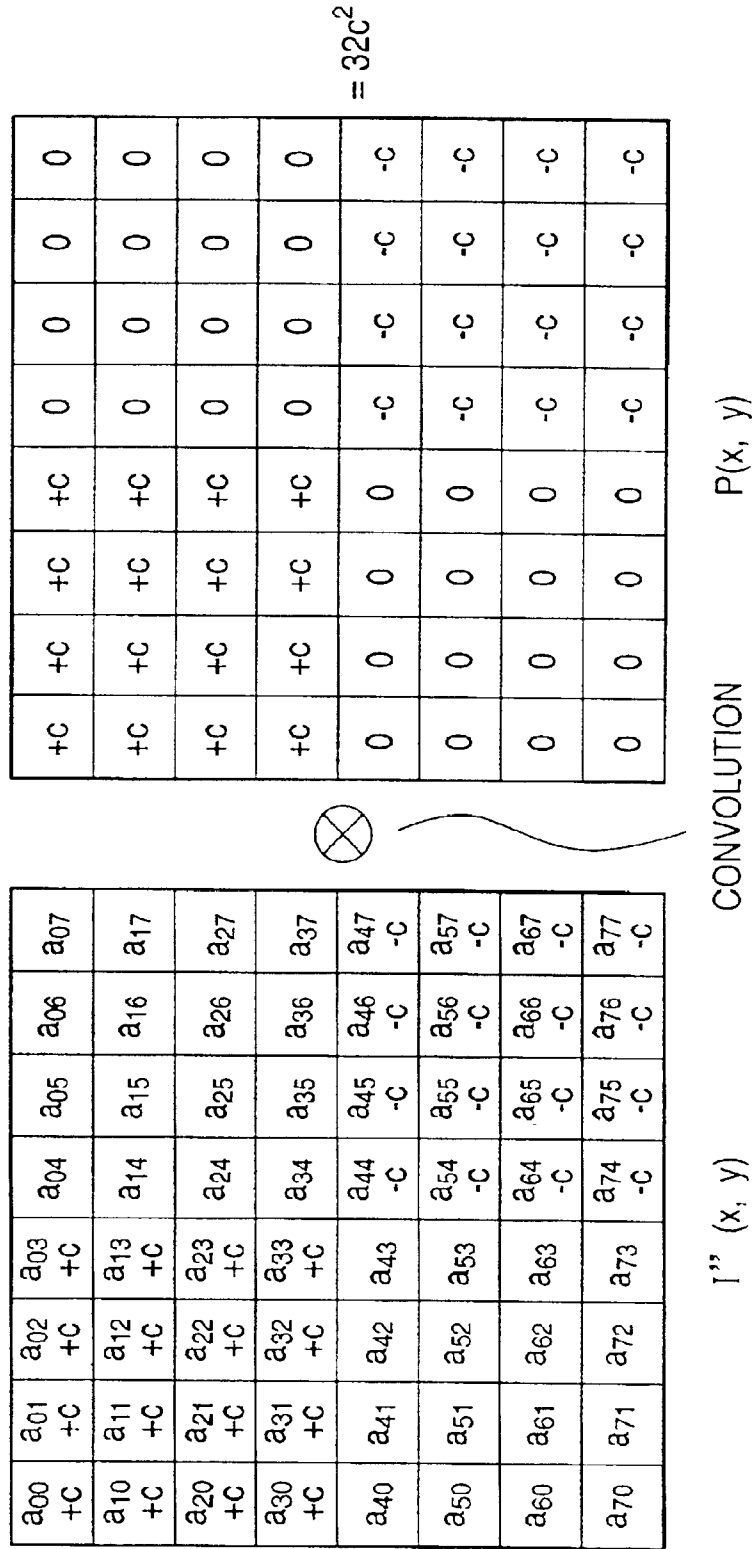 a00 +C a01 +C a02 +C a03 +C a04 a05 a06 a07
a10 +C a11 +C a12 +C a13 +C a14 a15 a16 a17
a20 +C a21 +C a22 +C a23 +C a24 a25 a26 a27
a30 +C a31 +C a32 +C a33 +C a34 a35 a36 a37
a40 a41 a42 a43 a44 -C a45 -C a46 -C a47 -C
a50 a51 a52 a53 a54 -C a55 -C a56 -C a57 -C
a60 a61 a62 a63 a64 -C a65 -C a66 -C a67 -C
a70 a71 a72 a73 a74 -C a75 -C a76 -C a77 -C
I'' (x, y)
CONVOLUTION
+C +C +C +C 0 0 0 0
+C +C +C +C 0 0 0 0
+C +C +C +C 0 0 0 0
+C +C +C +C 0 0 0 0
0 0 0 0 -C -C -C -C
0 0 0 0 -C -C -C -C
0 0 0 0 -C -C -C -C
0 0 0 0 -C -C -C -C
P(x, y)
= 32c²